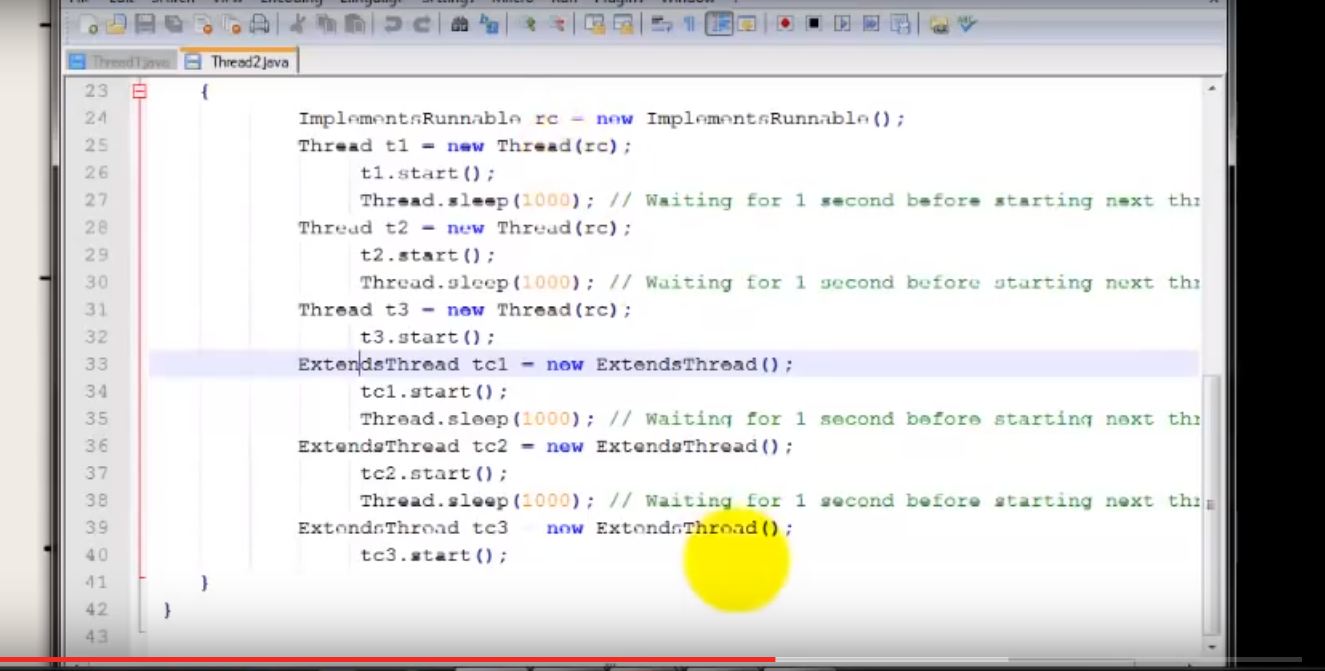 Thread1.java Thread2.java
23 {
24 ImplementsRunnable rc = new ImplementsRunnable();
25 Thread t1 = new Thread(rc);
26 t1.start();
27 Thread.sleep(1000); // Waiting for 1 second before starting next
28 Thread t2 = new Thread(rc);
29 t2.start();
30 Thread.sleep(1000); // Waiting for 1 second before starting next
31 Thread t3 = new Thread(rc);
32 t3.start();
33 ExtendsThread tc1 = new ExtendsThread();
34 tc1.start();
35 Thread.sleep(1000); // Waiting for 1 second before starting next
36 ExtendsThread tc2 = new ExtendsThread();
37 tc2.start();
38 Thread.sleep(1000); // Waiting for 1 second before starting next
39 ExtendsThread tc3 = new ExtendsThread();
40 tc3.start();
41 }
42 }
43